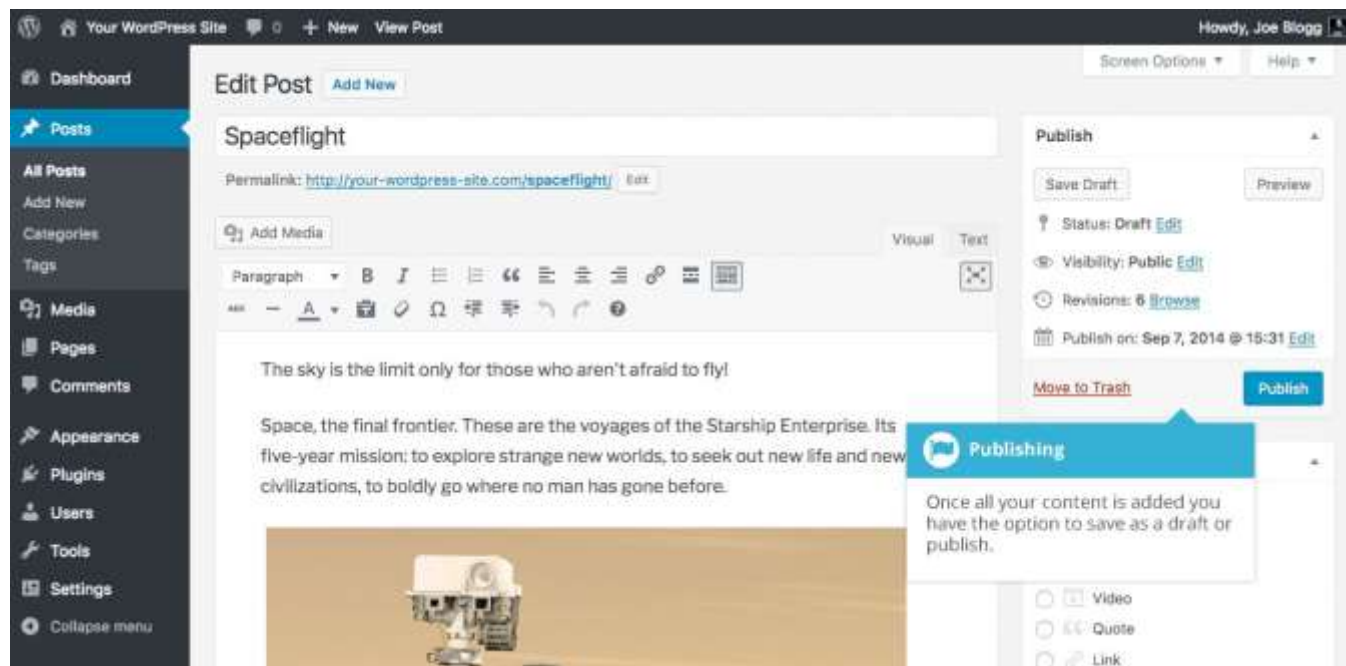 Your WordPress Site 0 + New View Post Howdy, Joe Blogg
Screen Options Help
Dashboard
Posts
All Posts
Add New
Categories
Tags
Media
Pages
Comments
Appearance
Plugins
Users
Tools
Settings
Collapse menu
Edit Post Add New
Spaceflight
Permalink: http://your-wordpress-site.com/spaceflight/ Edit
Add Media
Visual Text
Paragraph B I
ABC A Ω
The sky is the limit only for those who aren't afraid to fly!
Space, the final frontier. These are the voyages of the Starship Enterprise. Its
five-year mission: to explore strange new worlds, to seek out new life and new
civilizations, to boldly go where no man has gone before.
Publish
Save Draft Preview
Status: Draft Edit
Visibility: Public Edit
Revisions: 6 Browse
Publish on: Sep 7, 2014 @ 15:31 Edit
Move to Trash Publish
Publishing
Once all your content is added you
have the option to save as a draft or
publish.
Video
Quote
Link